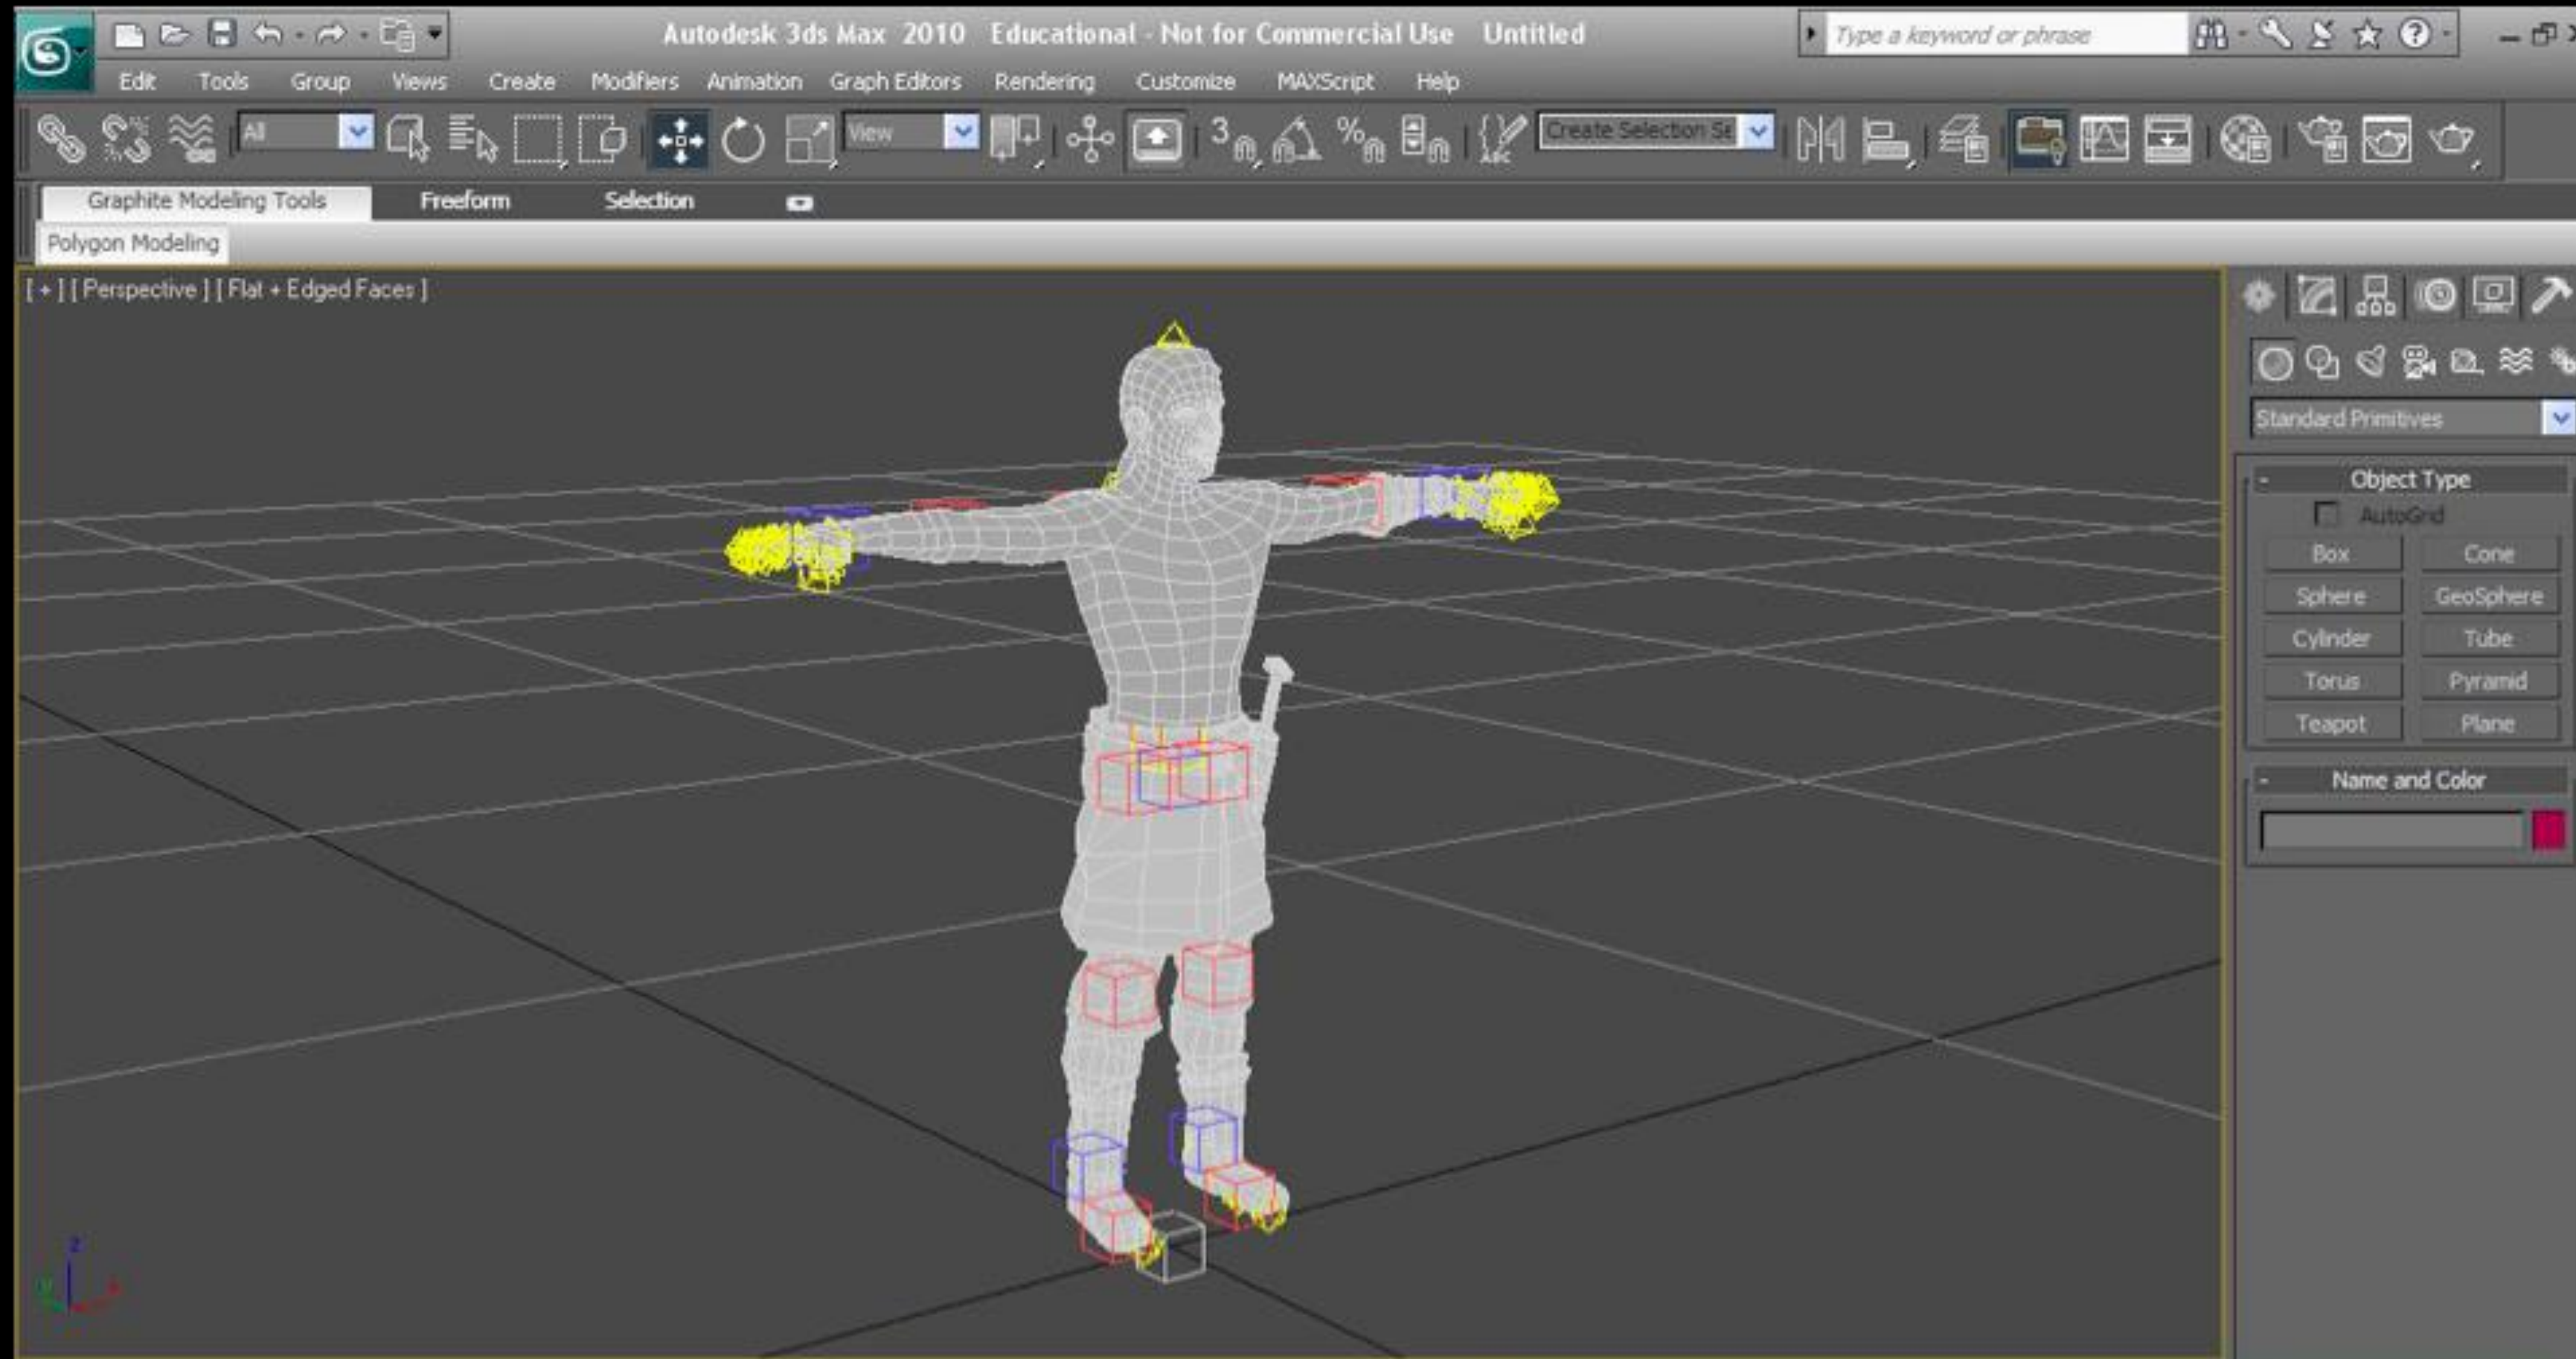 Autodesk 3ds Max 2010 Educational - Not for Commercial Use Untitled
Type a keyword or phrase
Edit Tools Group Views Create Modifiers Animation Graph Editors Rendering Customize MAXScript Help
All
View
3
%
ABC
Create Selection Se
Graphite Modeling Tools Freeform Selection
Polygon Modeling
[ + ] [ Perspective ] [ Flat + Edged Faces ]
Standard Primitives
- Object Type
AutoGrid
Box Cone
Sphere GeoSphere
Cylinder Tube
Torus Pyramid
Teapot Plane
- Name and Color
z